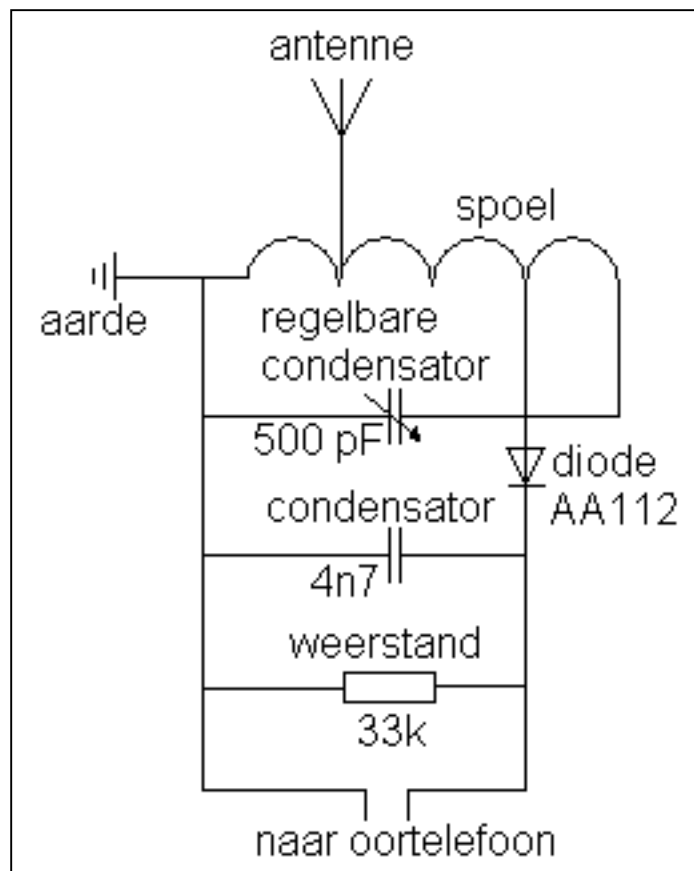 antenne
spoel
aarde
regelbare
condensator
500 pF
diode
AA112
condensator
4n7
weerstand
33k
naar oortelefoon